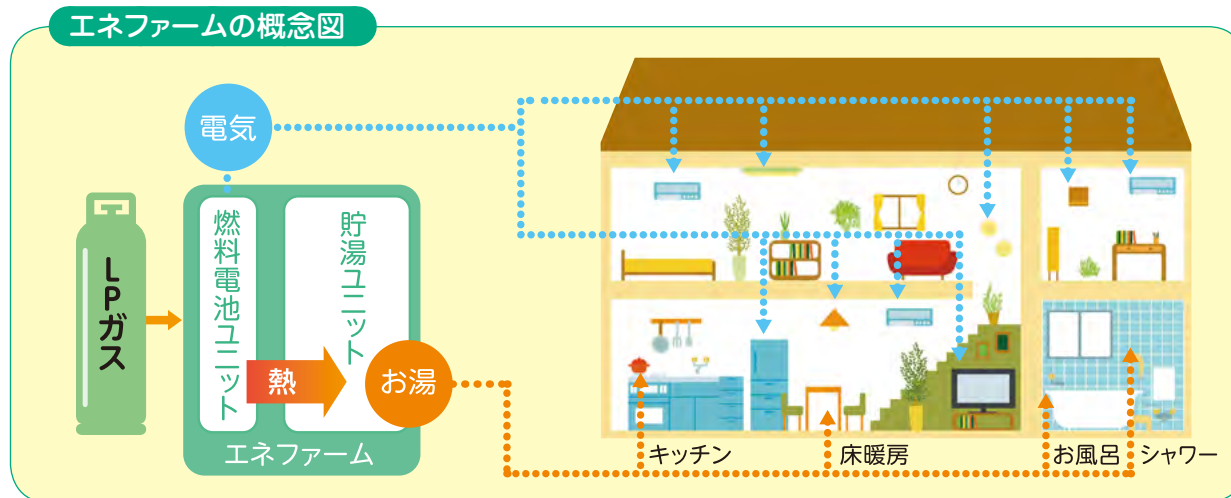 エネファームの概念図
電気
LPガス
燃料電池ユニット
貯湯ユニット
熱
お湯
エネファーム
キッチン
床暖房
お風呂
シャワー